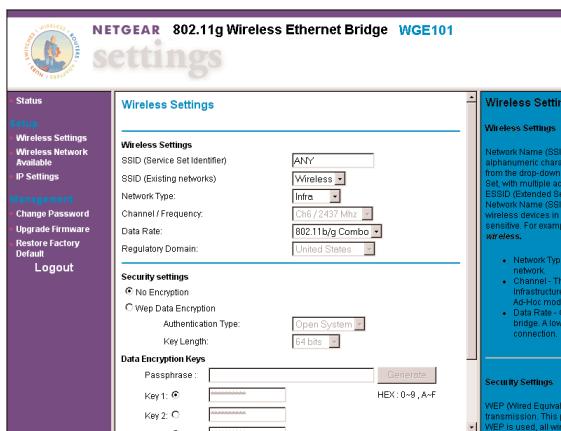 NETGEAR 802.11g Wireless Ethernet Bridge WGE101
settings
Status
Setup
Wireless Settings
Wireless Network
Available
IP Settings
Management
Change Password
Upgrade Firmware
Restore Factory
Default
Logout
Wireless Settings
Wireless Settings
SSID (Service Set Identifier) ANY
SSID (Existing networks) Wireless
Network Type: Infra
Channel / Frequency: Ch6 / 2437 Mhz
Data Rate: 802.11b/g Combo
Regulatory Domain: United States
Security settings
No Encryption
Wep Data Encryption
Authentication Type: Open System
Key Length: 64 bits
Data Encryption Keys
Passphrase : Generate
Key 1: HEX : 0~9 , A~F
Key 2:
Wireless Settin
Wireless Settings
Network Name (SSI
alphanumeric chara
from the drop-down
Set, with multiple ac
ESSID (Extended Se
Network Name (SSI
wireless devices in
sensitive. For examp
wireless.
Network Typ
network.
Channel - Th
Infrastructure
Ad-Hoc mod
Data Rate -
bridge. A low
connection.
Security Settings
WEP (Wired Equival
transmission. This
WEP is used, all wi